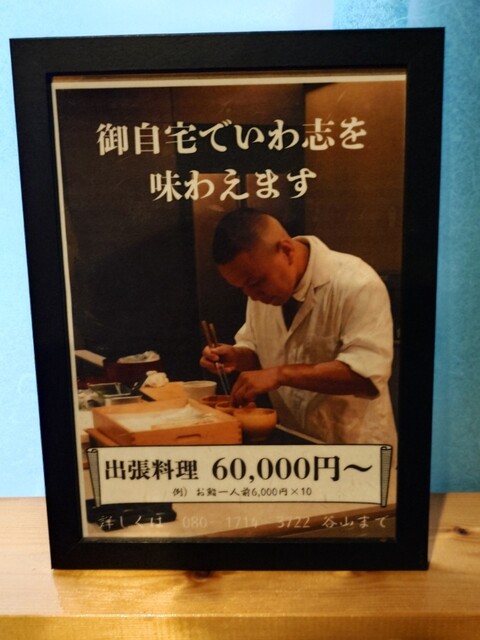 御自宅でいわ志を
味わえます
出張料理 60,000円～
例) お鮨一人前6,000円×10
詳しくは 080-1714-3722 谷山まで